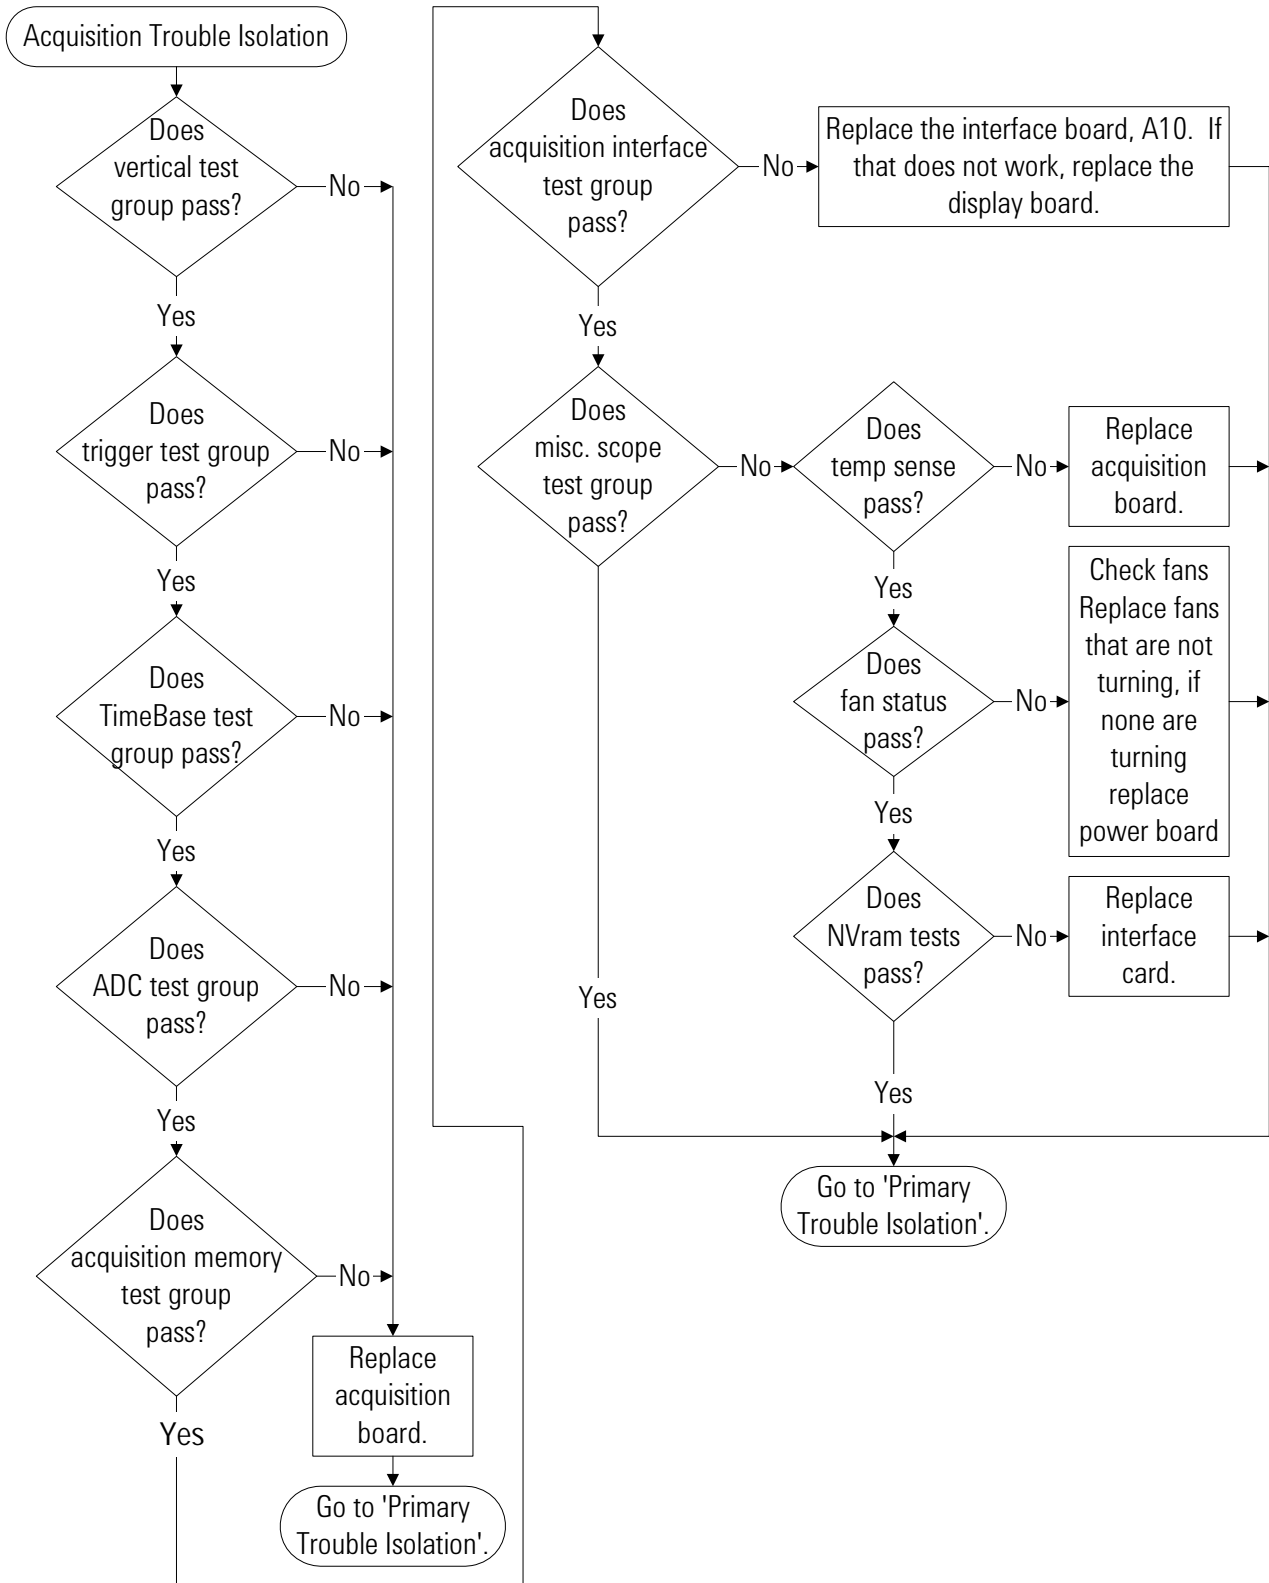 Acquisition Trouble Isolation
Does
vertical test
group pass?
No
Yes
Does
trigger test group
pass?
No
Yes
Does
TimeBase test
group pass?
No
Yes
Does
ADC test group
pass?
No
Yes
Does
acquisition memory
test group
pass?
No
Yes
Replace
acquisition
board.
Go to 'Primary
Trouble Isolation'.
Does
acquisition interface
test group
pass?
No
Replace the interface board, A10. If
that does not work, replace the
display board.
Yes
Does
misc. scope
test group
pass?
No
Does
temp sense
pass?
No
Replace
acquisition
board.
Yes
Does
fan status
pass?
No
Check fans
Replace fans
that are not
turning, if
none are
turning
replace
power board
Yes
Does
NVram tests
pass?
No
Replace
interface
card.
Yes
Yes
Go to 'Primary
Trouble Isolation'.